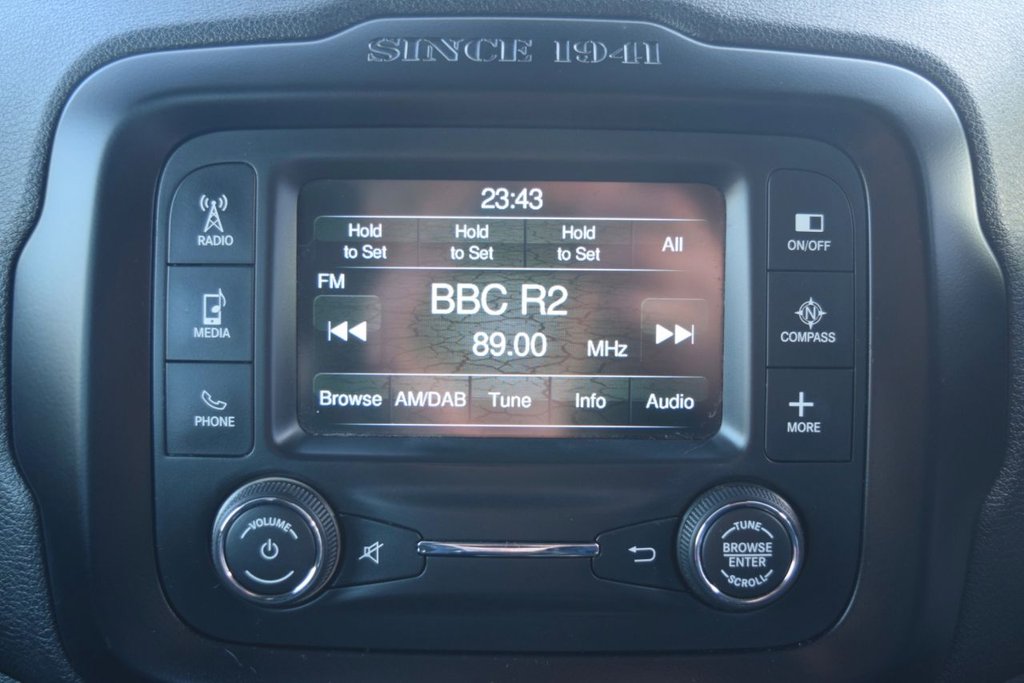 SINCE 1941
23:43
Hold to Set
Hold to Set
Hold to Set
All
FM
BBC R2
89.00 MHz
Browse AM/DAB Tune Info Audio
RADIO
MEDIA
PHONE
ON/OFF
N
COMPASS
MORE
VOLUME
TUNE
BROWSE
ENTER
SCROLL